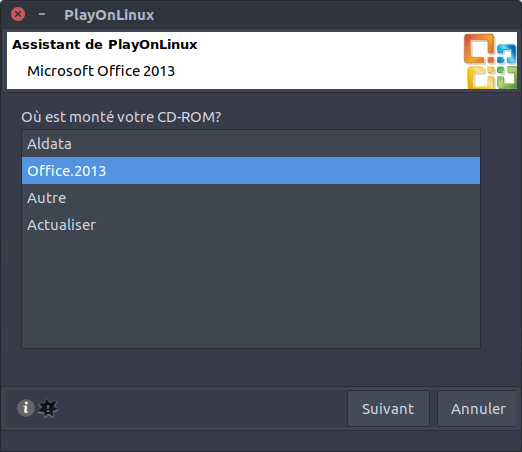 PlayOnLinux
Assistant de PlayOnLinux
Microsoft Office 2013
Où est monté votre CD-ROM?
Aldata
Office.2013
Autre
Actualiser
Suivant
Annuler